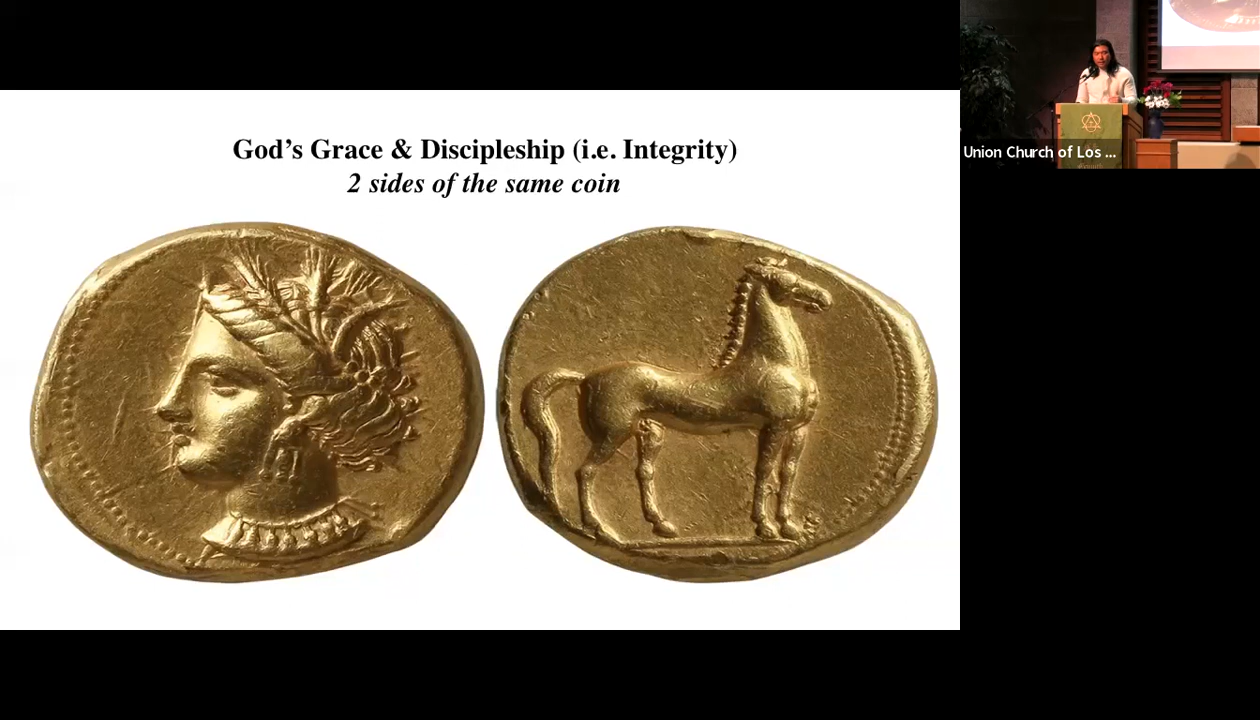 God's Grace & Discipleship (i.e. Integrity)
2 sides of the same coin
Union Church of Los ...